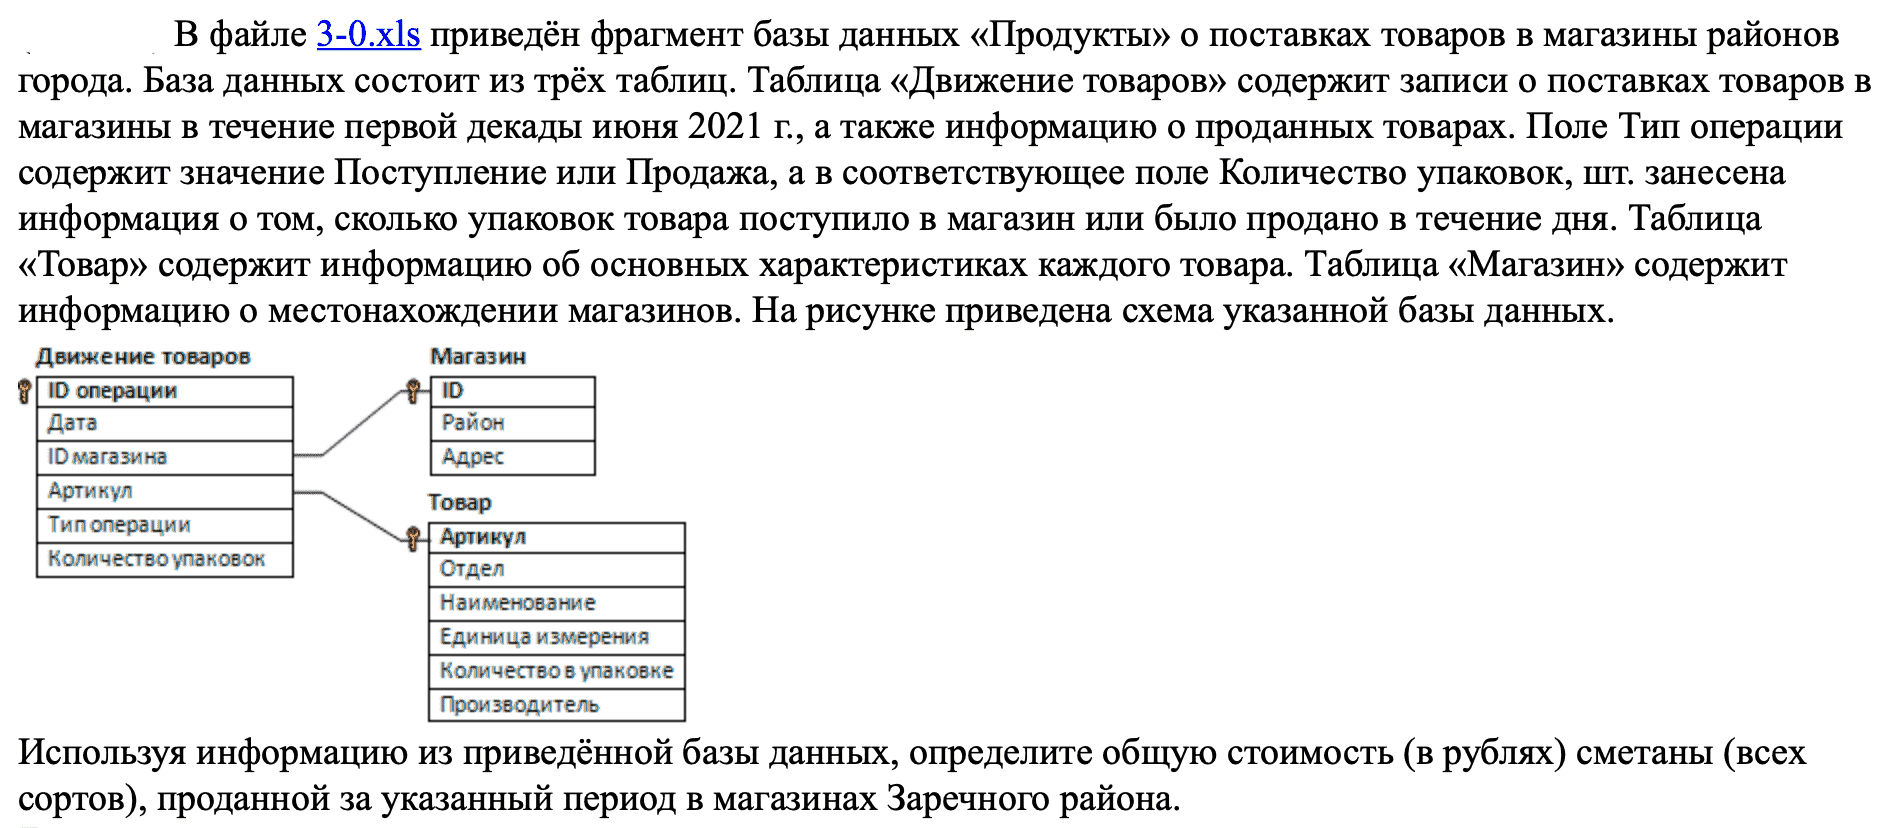 В файле 3-0.xls приведён фрагмент базы данных «Продукты» о поставках товаров в магазины районов
города. База данных состоит из трёх таблиц. Таблица «Движение товаров» содержит записи о поставках товаров в
магазины в течение первой декады июня 2021 г., а также информацию о проданных товарах. Поле Тип операции
содержит значение Поступление или Продажа, а в соответствующее поле Количество упаковок, шт. занесена
информация о том, сколько упаковок товара поступило в магазин или было продано в течение дня. Таблица
«Товар» содержит информацию об основных характеристиках каждого товара. Таблица «Магазин» содержит
информацию о местонахождении магазинов. На рисунке приведена схема указанной базы данных.
Движение товаров
ID операции
Дата
ID магазина
Артикул
Тип операции
Количество упаковок
Магазин
ID
Район
Адрес
Товар
Артикул
Отдел
Наименование
Единица измерения
Количество в упаковке
Производитель
Используя информацию из приведённой базы данных, определите общую стоимость (в рублях) сметаны (всех
сортов), проданной за указанный период в магазинах Заречного района.